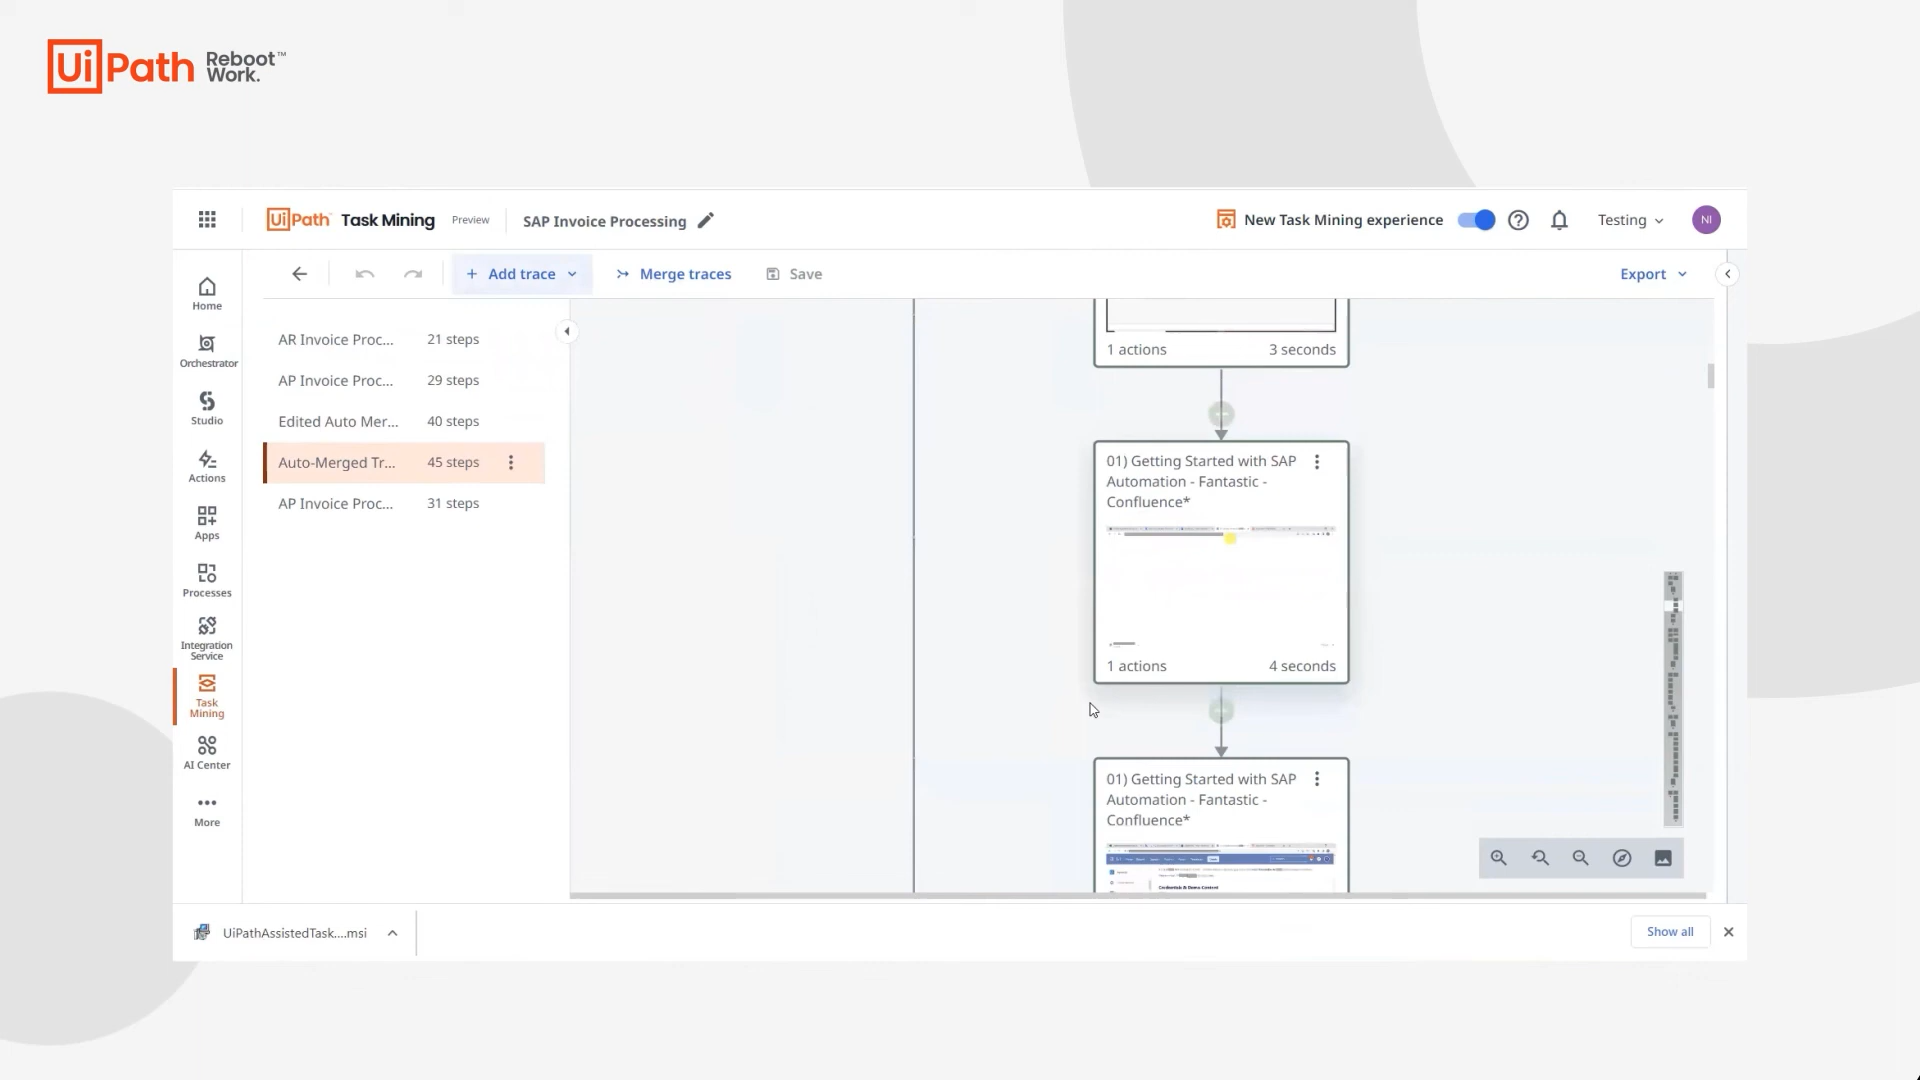 UiPath Reboot™
Work.
UiPath Task Mining Preview SAP Invoice Processing New Task Mining experience Testing NI
+ Add trace Merge traces Save Export
Home
Orchestrator
Studio
Actions
Apps
Processes
Integration
Service
Task
Mining
AI Center
More
AR Invoice Proc... 21 steps
AP Invoice Proc... 29 steps
Edited Auto Mer... 40 steps
Auto-Merged Tr... 45 steps
AP Invoice Proc... 31 steps
1 actions 3 seconds
01) Getting Started with SAP
Automation - Fantastic -
Confluence*
1 actions 4 seconds
01) Getting Started with SAP
Automation - Fantastic -
Confluence*
Credentials & Demo Content
UiPathAssistedTask....msi
Show all